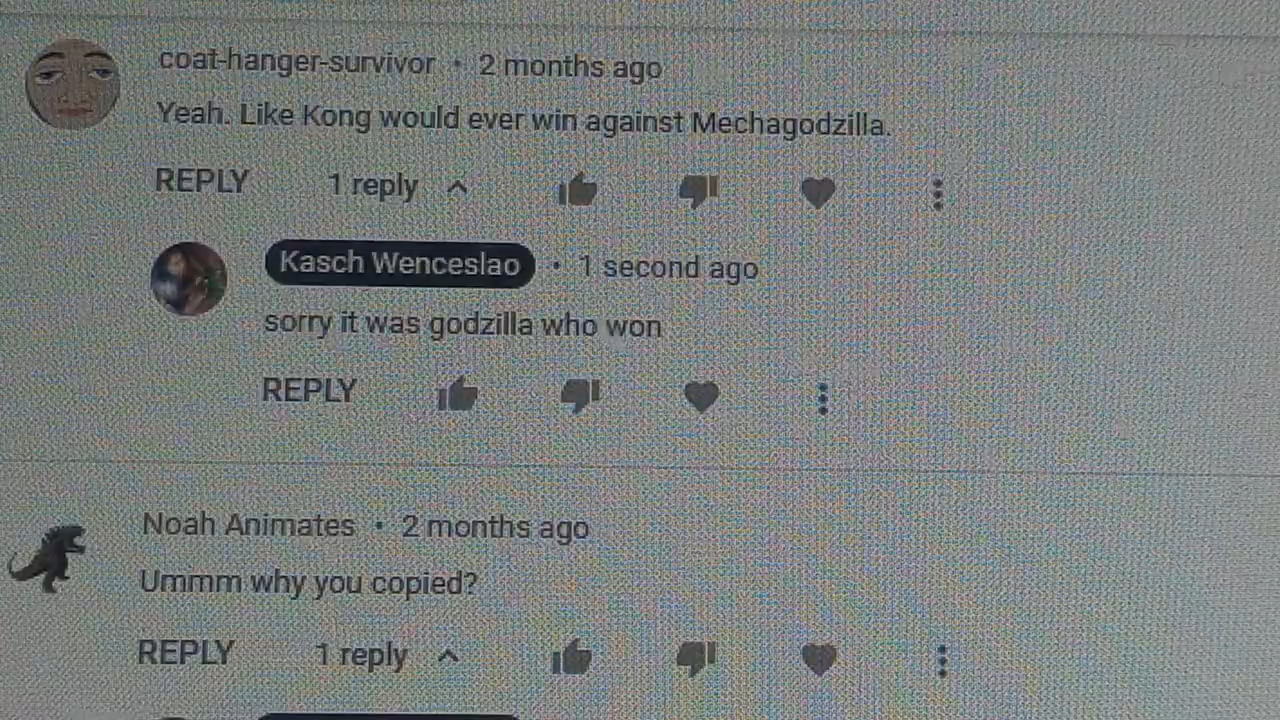 coat-hanger-survivor • 2 months ago
Yeah. Like Kong would ever win against Mechagodzilla.
REPLY 1 reply
Kasch Wenceslao • 1 second ago
sorry it was godzilla who won
REPLY
Noah Animates • 2 months ago
Ummm why you copied?
REPLY 1 reply